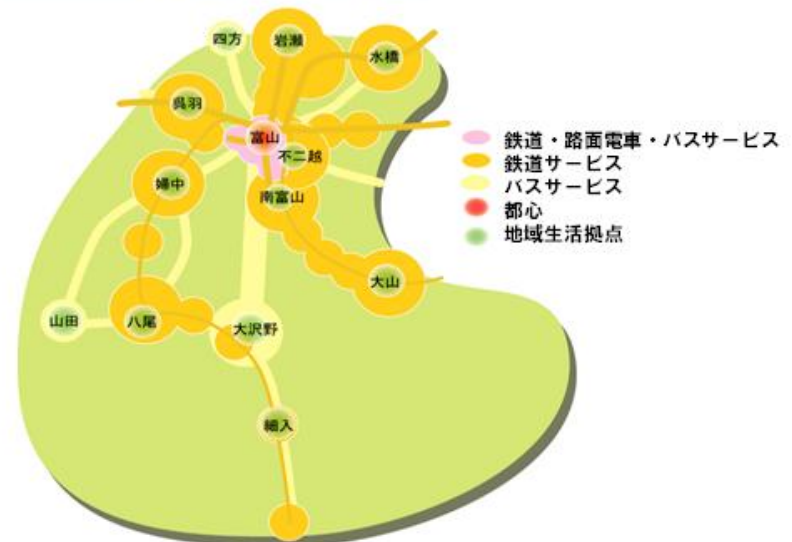 四方
岩瀬
水橋
呉羽
富山
不二越
婦中
南富山
大山
山田
八尾
大沢野
細入
鉄道・路面電車・バスサービス
鉄道サービス
バスサービス
都心
地域生活拠点